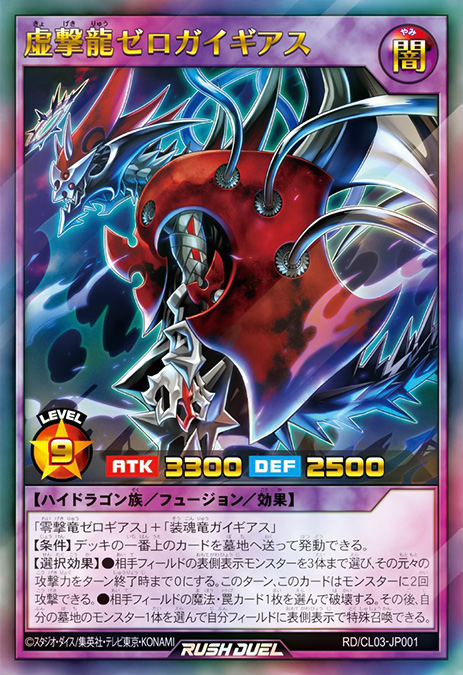 きょ げき りゅう
虚撃龍ゼロガイギアス
やみ
闇
LEVEL
9
ATK 3300 DEF 2500
【ハイドラゴン族／フュージョン／効果】
「零撃竜ゼロギアス」＋「装魂竜ガイギアス」
【条件】デッキの一番上のカードを墓地へ送って発動できる。
【選択効果】●相手フィールドの表側表示モンスターを3体まで選び、その元々の
攻撃力をターン終了時まで0にする。このターン、このカードはモンスターに2回
攻撃できる。●相手フィールドの魔法・罠カード1枚を選んで破壊する。その後、自
分の墓地のモンスター1体を選んで自分フィールドに表側表示で特殊召喚できる。
©スタジオ・ダイス/集英社・テレビ東京・KONAMI
RUSH DUEL
RD/CL03-JP001